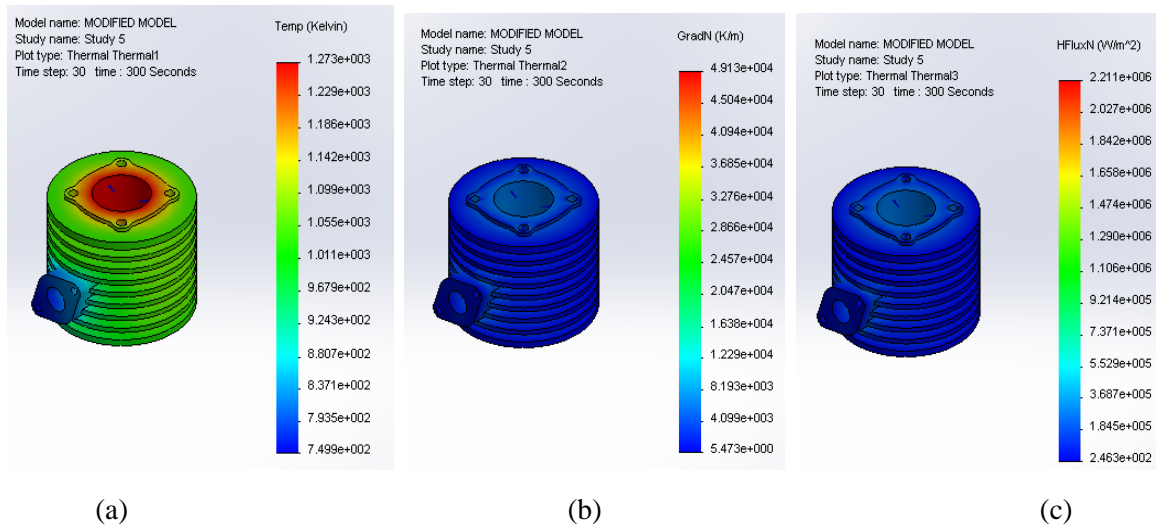 Model name: MODIFIED MODEL
Study name: Study 5
Plot type: Thermal Thermal1
Time step: 30 time : 300 Seconds
Temp (Kelvin)
1.273e+003
1.229e+003
1.186e+003
1.142e+003
1.099e+003
1.055e+003
1.011e+003
9.679e+002
9.243e+002
8.807e+002
8.371e+002
7.935e+002
7.499e+002
(a)
Model name: MODIFIED MODEL
Study name: Study 5
Plot type: Thermal Thermal2
Time step: 30 time : 300 Seconds
GradN (K/m)
4.913e+004
4.504e+004
4.094e+004
3.685e+004
3.276e+004
2.866e+004
2.457e+004
2.047e+004
1.638e+004
1.229e+004
8.193e+003
4.099e+003
5.473e+000
(b)
Model name: MODIFIED MODEL
Study name: Study 5
Plot type: Thermal Thermal3
Time step: 30 time : 300 Seconds
HFluxN (W/m^2)
2.211e+006
2.027e+006
1.842e+006
1.658e+006
1.474e+006
1.290e+006
1.106e+006
9.214e+005
7.371e+005
5.529e+005
3.687e+005
1.845e+005
2.463e+002
(c)